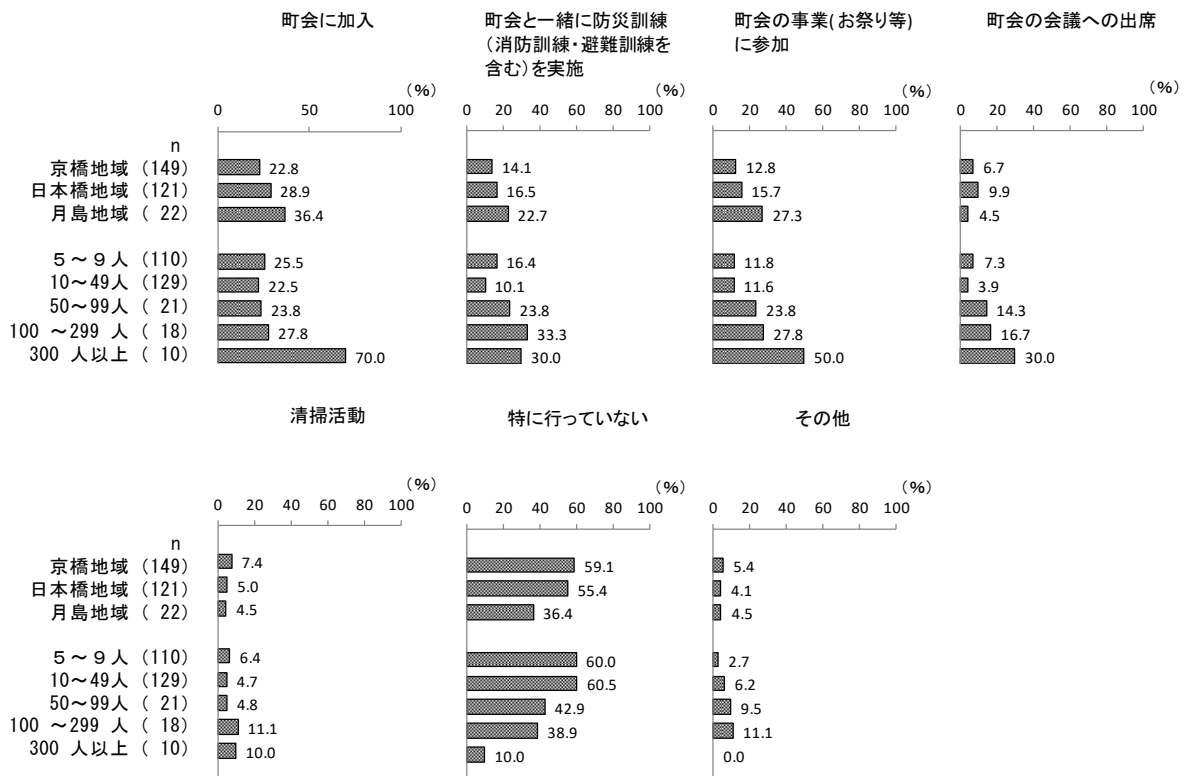 町会に加入
町会と一緒に防災訓練
(消防訓練・避難訓練を
含む)を実施
町会の事業(お祭り等)
に参加
町会の会議への出席
(%)
(%)
(%)
(%)
0 50 100
0 20 40 60 80 100
0 20 40 60 80 100
0 20 40 60 80 100
n
京橋地域 (149) 22.8 14.1 12.8 6.7
日本橋地域 (121) 28.9 16.5 15.7 9.9
月島地域 ( 22) 36.4 22.7 27.3 4.5
5~9人 (110) 25.5 16.4 11.8 7.3
10~49人 (129) 22.5 10.1 11.6 3.9
50~99人 ( 21) 23.8 23.8 23.8 14.3
100 ~299 人 ( 18) 27.8 33.3 27.8 16.7
300 人以上 ( 10) 70.0 30.0 50.0 30.0
清掃活動
特に行っていない
その他
(%)
(%)
(%)
0 20 40 60 80 100
0 20 40 60 80 100
0 20 40 60 80 100
n
京橋地域 (149) 7.4 59.1 5.4
日本橋地域 (121) 5.0 55.4 4.1
月島地域 ( 22) 4.5 36.4 4.5
5~9人 (110) 6.4 60.0 2.7
10~49人 (129) 4.7 60.5 6.2
50~99人 ( 21) 4.8 42.9 9.5
100 ~299 人 ( 18) 11.1 38.9 11.1
300 人以上 ( 10) 10.0 10.0 0.0